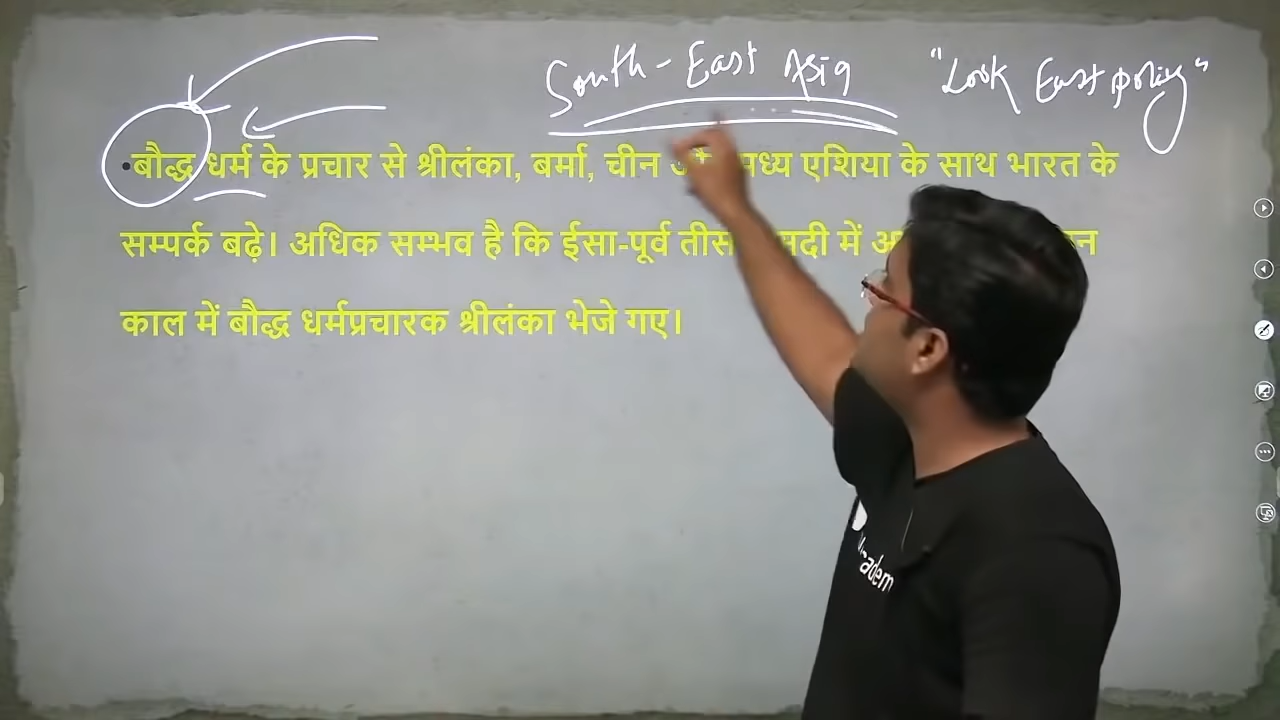 South-East Asia "Look East policy"
•बौद्ध धर्म के प्रचार से श्रीलंका, बर्मा, चीन और मध्य एशिया के साथ भारत के
सम्पर्क बढ़े। अधिक सम्भव है कि ईसा-पूर्व सदी में
काल में बौद्ध धर्मप्रचारक श्रीलंका भेजे गए।